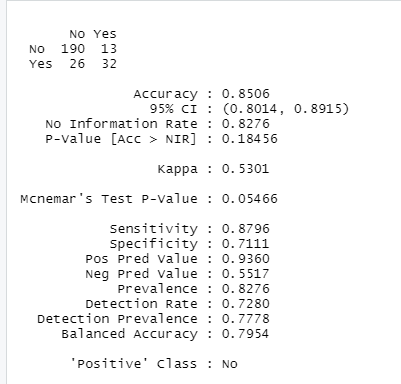 No Yes
No 190 13
Yes 26 32
Accuracy : 0.8506
95% CI : (0.8014, 0.8915)
No Information Rate : 0.8276
P-Value [Acc > NIR] : 0.18456
Kappa : 0.5301
Mcnemar's Test P-Value : 0.05466
Sensitivity : 0.8796
Specificity : 0.7111
Pos Pred Value : 0.9360
Neg Pred Value : 0.5517
Prevalence : 0.8276
Detection Rate : 0.7280
Detection Prevalence : 0.7778
Balanced Accuracy : 0.7954
'Positive' Class : No